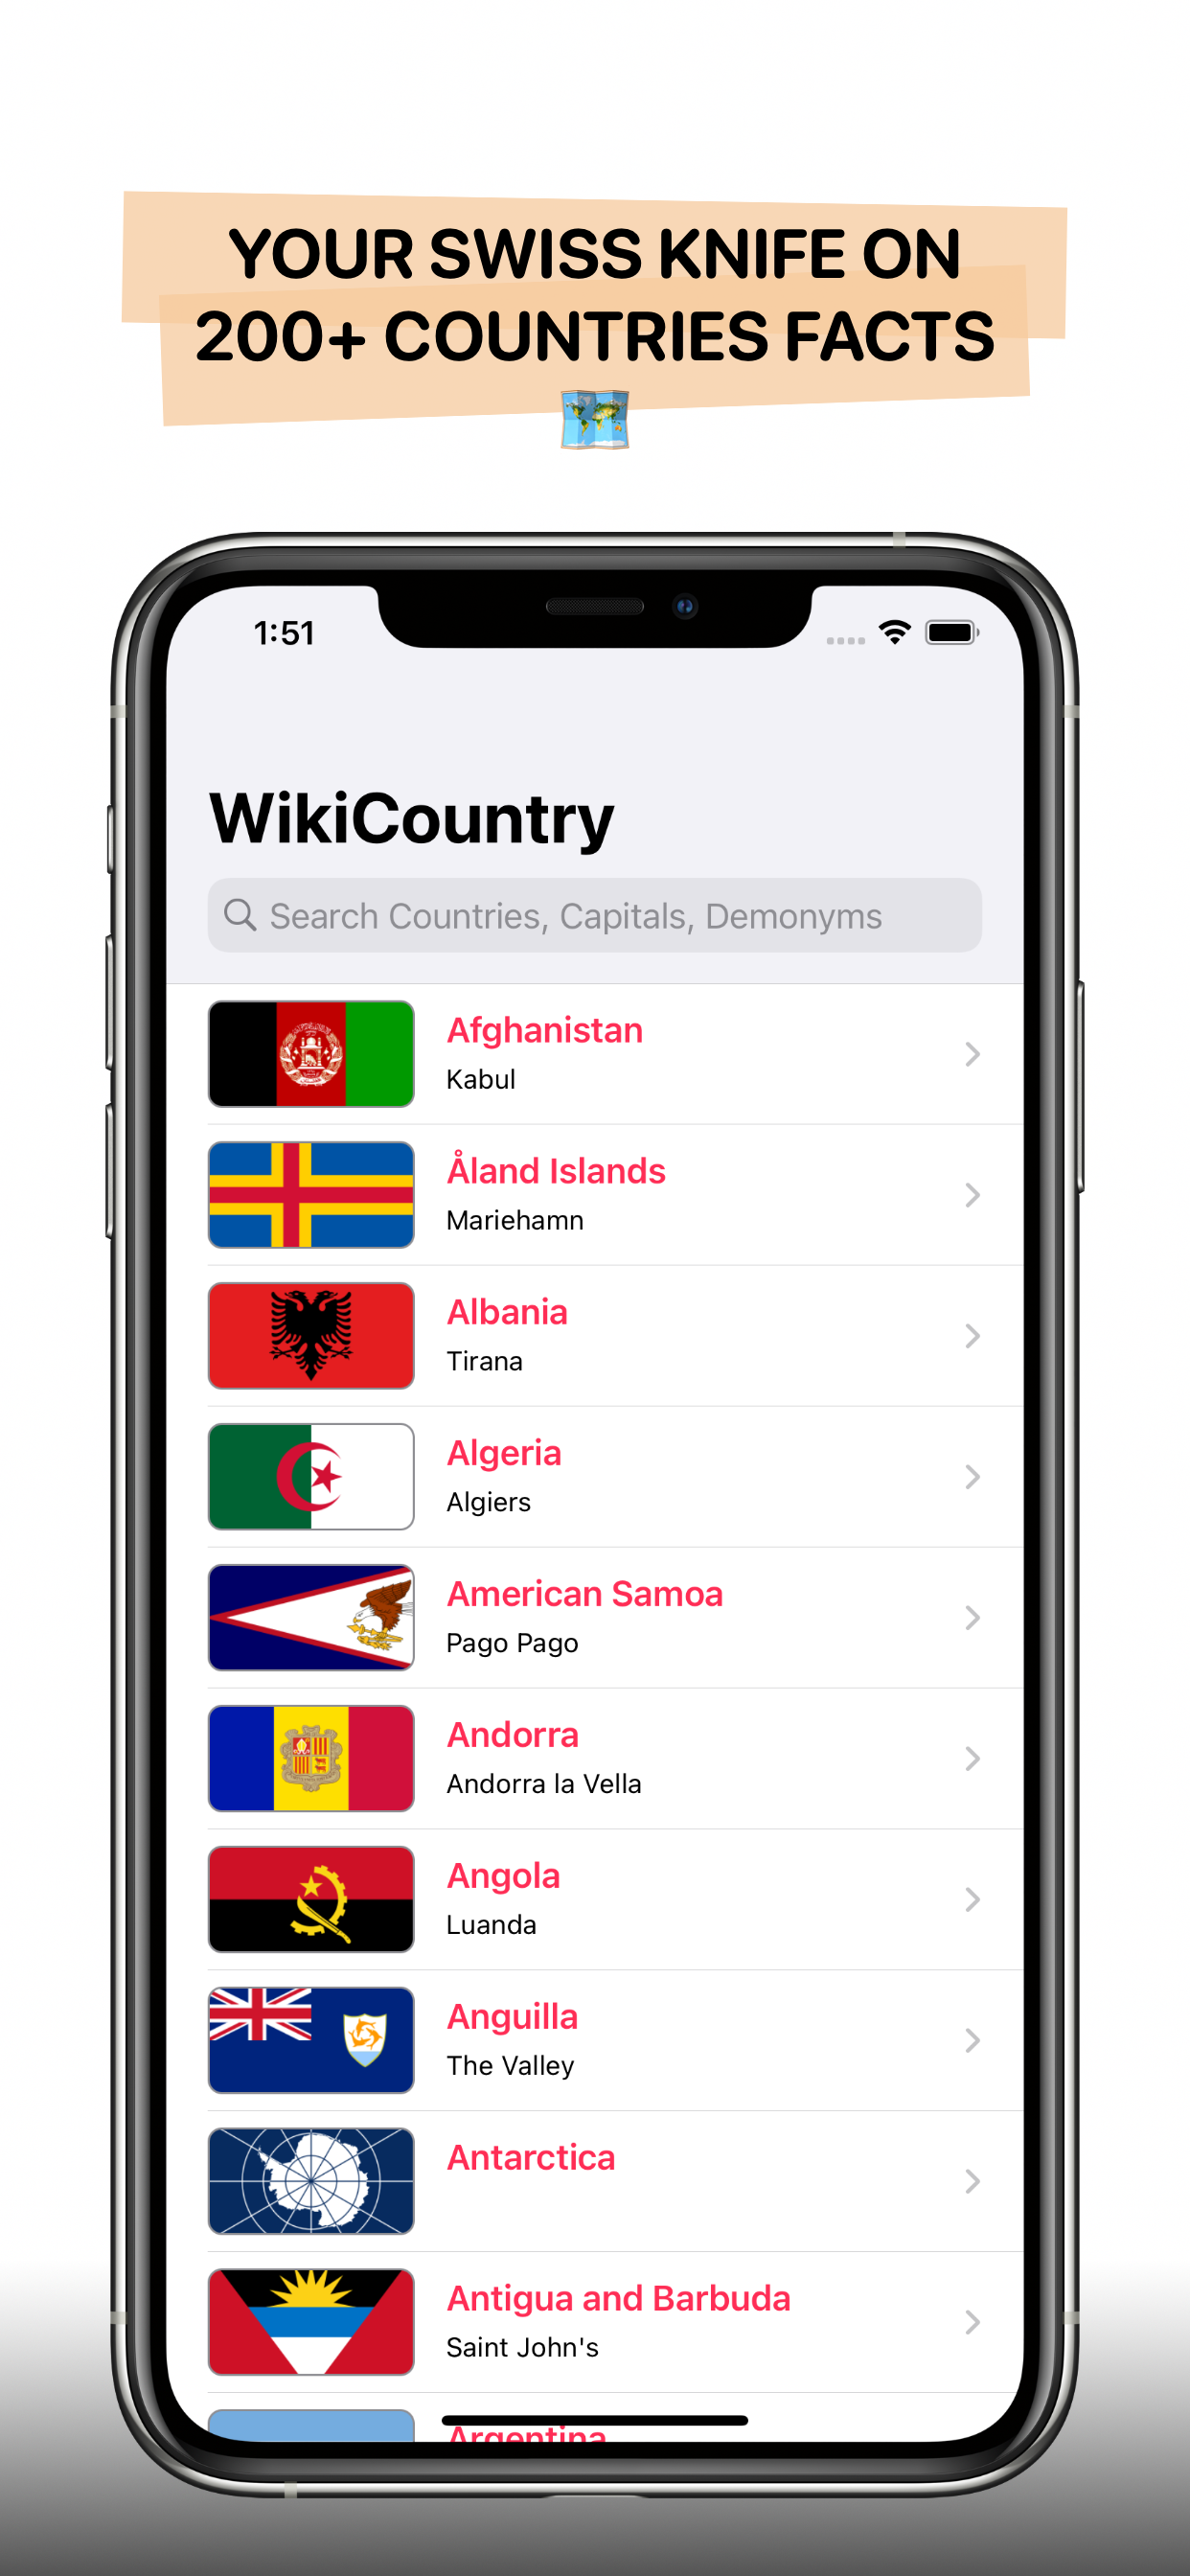 YOUR SWISS KNIFE ON
200+ COUNTRIES FACTS
1:51
WikiCountry
Search Countries, Capitals, Demonyms
Afghanistan
Kabul
Åland Islands
Mariehamn
Albania
Tirana
Algeria
Algiers
American Samoa
Pago Pago
Andorra
Andorra la Vella
Angola
Luanda
Anguilla
The Valley
Antarctica
Antigua and Barbuda
Saint John's
Argentina